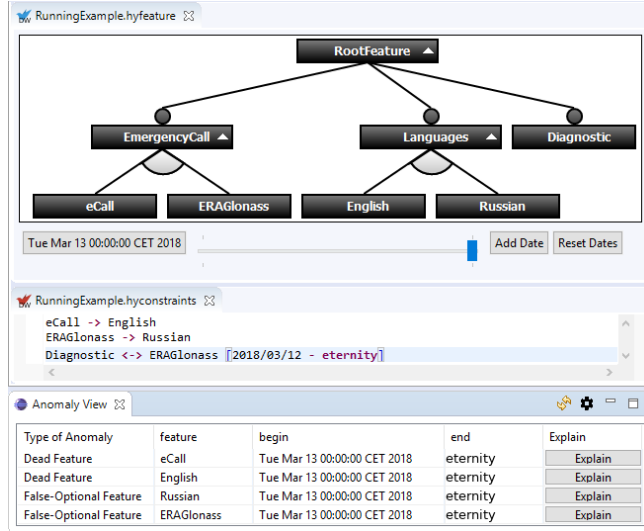 RunningExample.hyfeature
RootFeature
EmergencyCall Languages Diagnostic
eCall ERAGlonass English Russian
Tue Mar 13 00:00:00 CET 2018 Add Date Reset Dates
RunningExample.hyconstraints
eCall -> English
ERAGlonass -> Russian
Diagnostic <-> ERAGlonass [2018/03/12 - eternity]
Anomaly View
Type of Anomaly feature begin end Explain
Dead Feature eCall Tue Mar 13 00:00:00 CET 2018 eternity Explain
Dead Feature English Tue Mar 13 00:00:00 CET 2018 eternity Explain
False-Optional Feature Russian Tue Mar 13 00:00:00 CET 2018 eternity Explain
False-Optional Feature ERAGlonass Tue Mar 13 00:00:00 CET 2018 eternity Explain